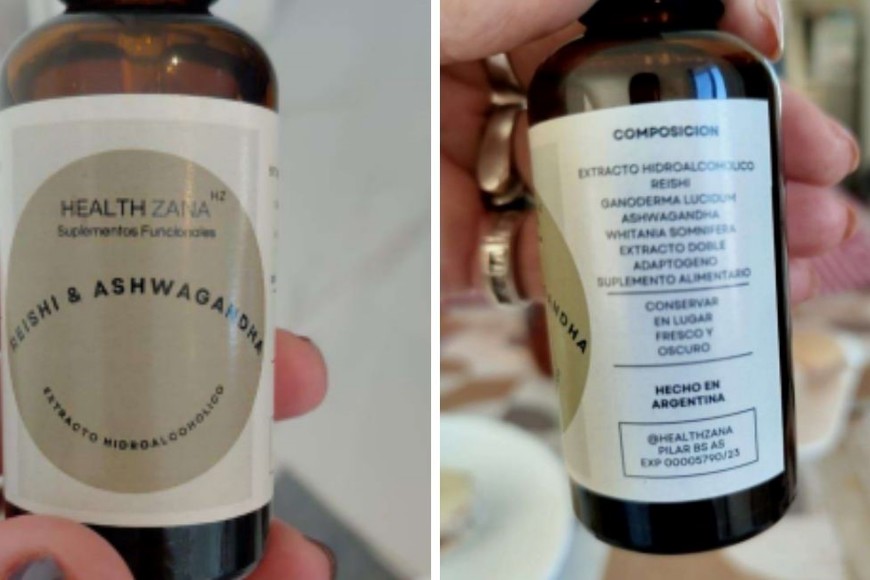 HEALTH ZANA HZ
Suplementos Funcionales
REISHI & ASHWAGANDHA
EXTRACTO HIDROALCOHOLICO
COMPOSICION
EXTRACTO HIDROALCOHOLICO
REISHI
GANODERMA LUCIDUM
ASHWAGANDHA
WHITANIA SOMNIFERA
EXTRACTO DOBLE
ADAPTOGENO
SUPLEMENTO ALIMENTARIO
CONSERVAR
EN LUGAR
FRESCO Y
OSCURO
HECHO EN
ARGENTINA
@HEALTHZANA
PILAR BS AS
EXP 00005790/23